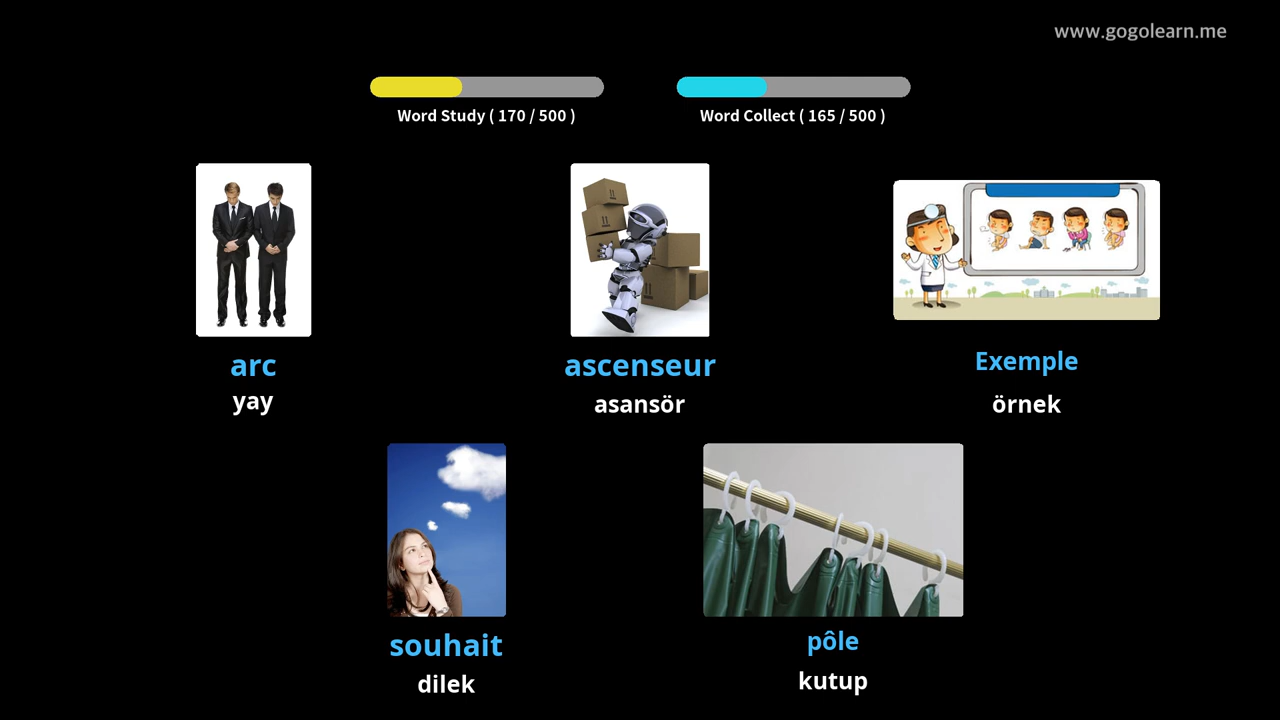 www.gogolearn.me
Word Study ( 170 / 500 )
Word Collect ( 165 / 500 )
arc
yay
ascenseur
asansör
Exemple
örnek
souhait
dilek
pôle
kutup